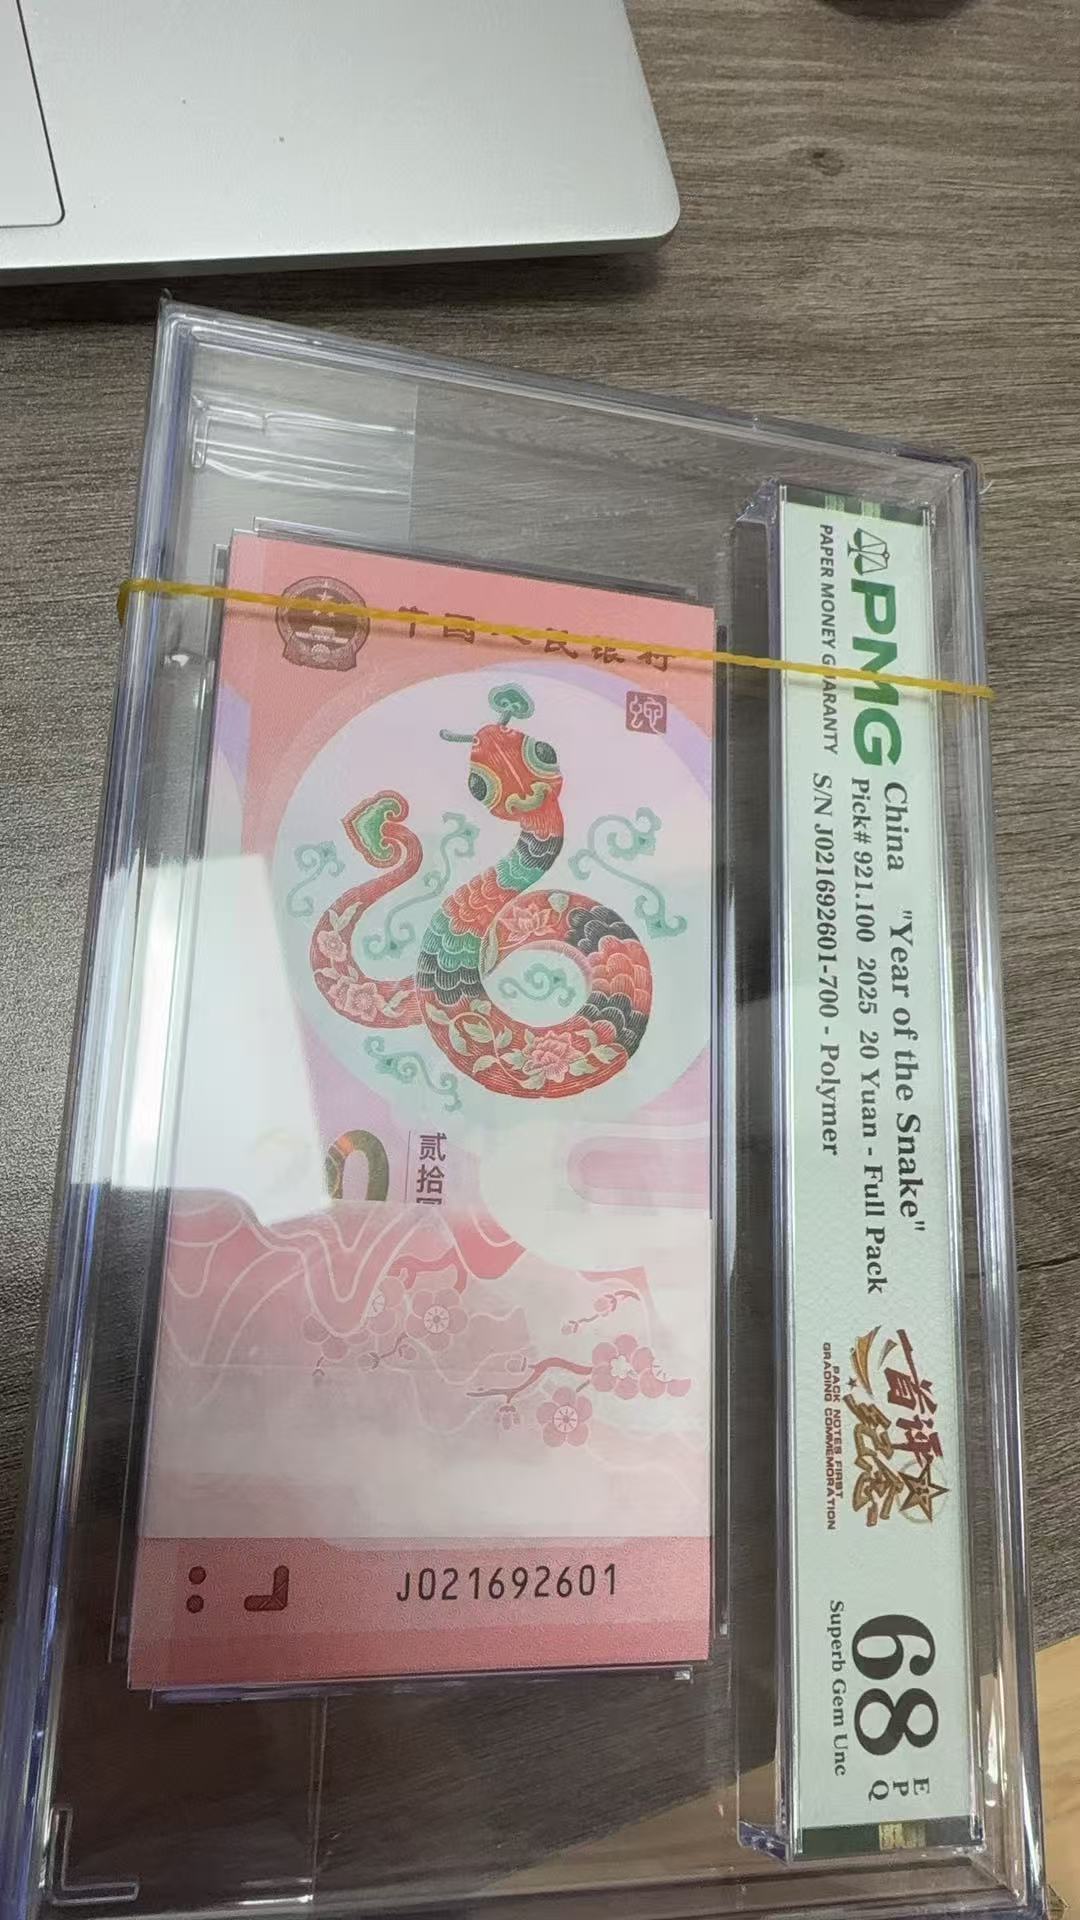 PMG
PAPER MONEY GUARANTY
China "Year of the Snake"
Pick# 921.100 2025 20 Yuan - Full Pack
S/N J021692601-700 - Polymer
首评
纪念
PACK NOTES FIRST
GRADING COMMEMORATION
68 EPQ
Superb Gem Unc
中国人民银行
蛇
贰拾
J021692601